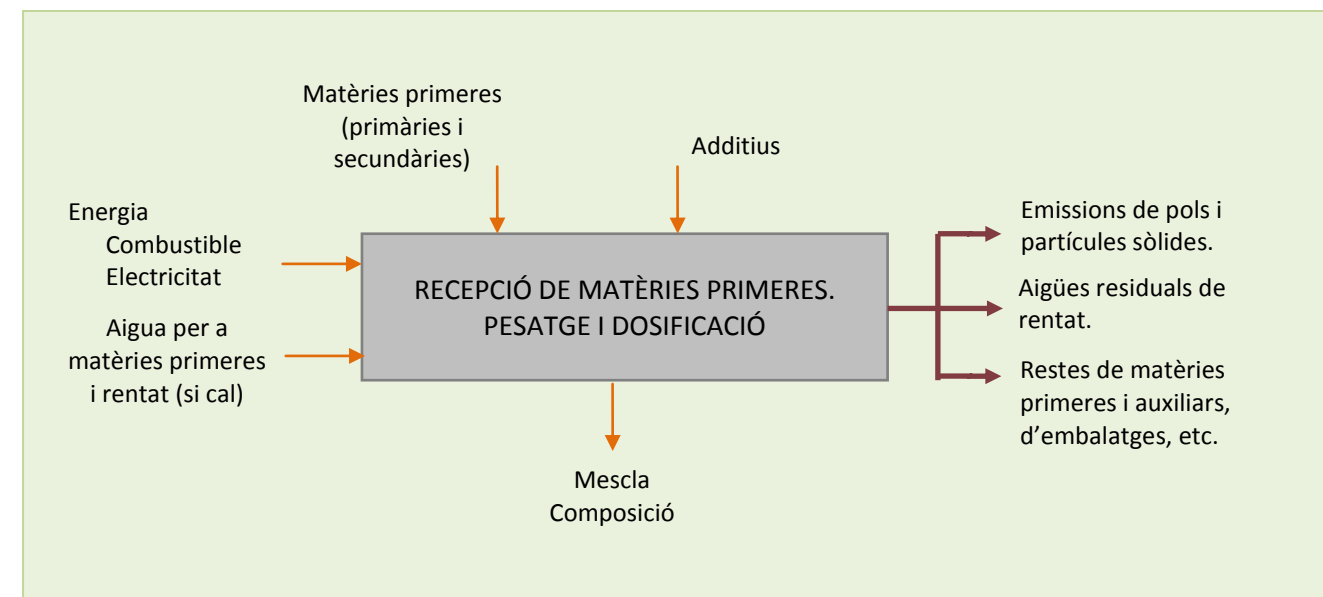 Matèries primeres
(primàries i
secundàries)
Additius
Energia
Combustible
Electricitat
Aigua per a
matèries primeres
i rentat (si cal)
RECEPCIÓ DE MATÈRIES PRIMERES.
PESATGE I DOSIFICACIÓ
Emissions de pols i
partícules sòlides.
Aigües residuals de
rentat.
Restes de matèries
primeres i auxiliars,
d’embalatges, etc.
Mescla
Composició